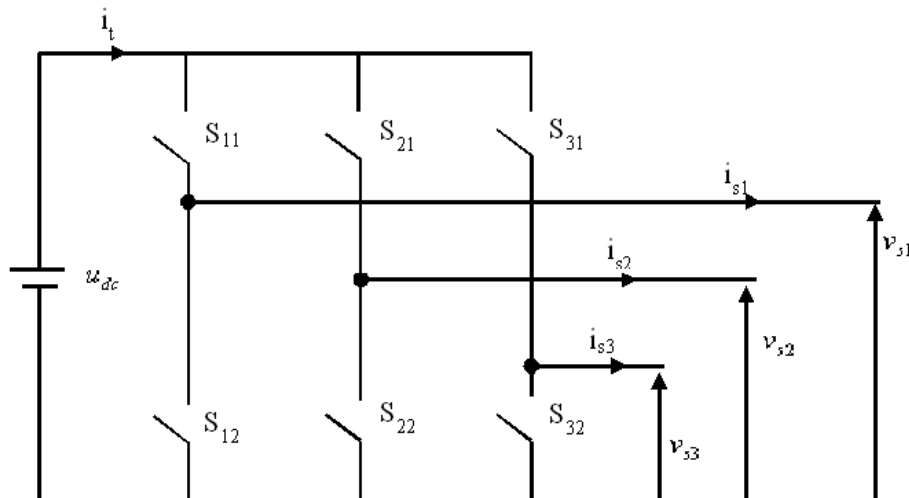 i_t
S_11
S_21
S_31
i_s1
v_s1
u_dc
i_s2
v_s2
i_s3
v_s3
S_12
S_22
S_32